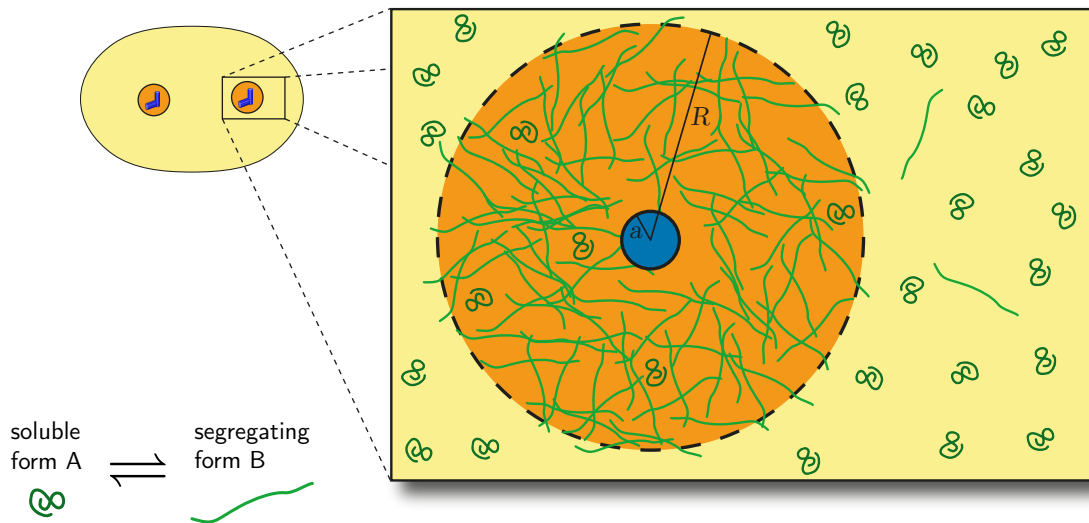 R
a
soluble
form A
segregating
form B